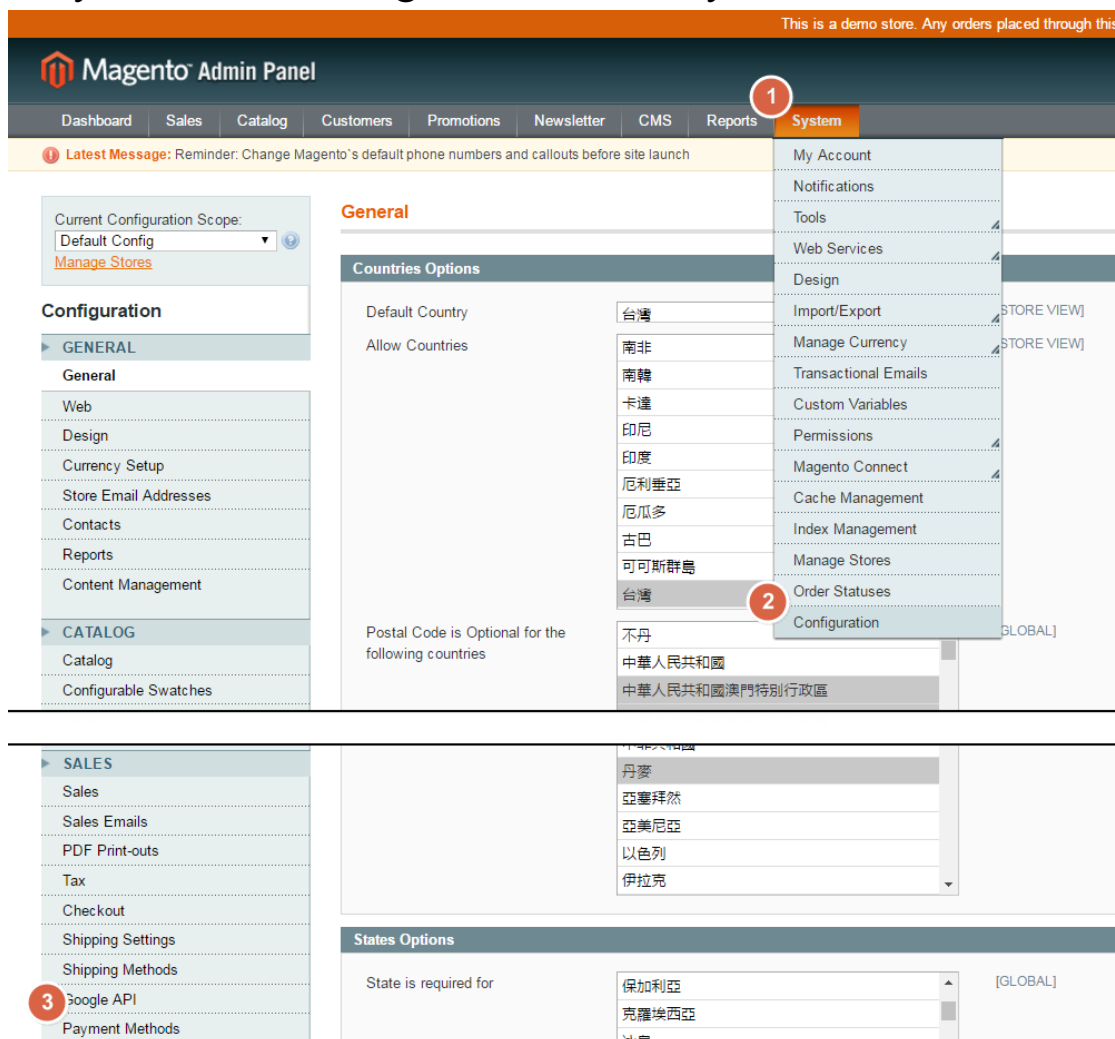 This is a demo store. Any orders placed through this
Magento Admin Panel
1
Dashboard Sales Catalog Customers Promotions Newsletter CMS Reports System
Latest Message: Reminder: Change Magento`s default phone numbers and callouts before site launch
My Account
Notifications
Tools
Web Services
Design
Import/Export
Manage Currency
Transactional Emails
Custom Variables
Permissions
Magento Connect
Cache Management
Index Management
Manage Stores
Order Statuses
2
Configuration
Current Configuration Scope:
Default Config
Manage Stores
Configuration
GENERAL
General
Web
Design
Currency Setup
Store Email Addresses
Contacts
Reports
Content Management
CATALOG
Catalog
Configurable Swatches
General
Countries Options
Default Country 台灣 STORE VIEW]
Allow Countries STORE VIEW]
南非
南韓
卡達
印尼
印度
厄利垂亞
厄瓜多
古巴
可可斯群島
台灣
Postal Code is Optional for the
following countries
GLOBAL]
不丹
中華人民共和國
中華人民共和國澳門特別行政區
SALES
Sales
Sales Emails
PDF Print-outs
Tax
Checkout
Shipping Settings
Shipping Methods
3
Google API
Payment Methods
丹麥
亞塞拜然
亞美尼亞
以色列
伊拉克
States Options
State is required for [GLOBAL]
保加利亞
克羅埃西亞